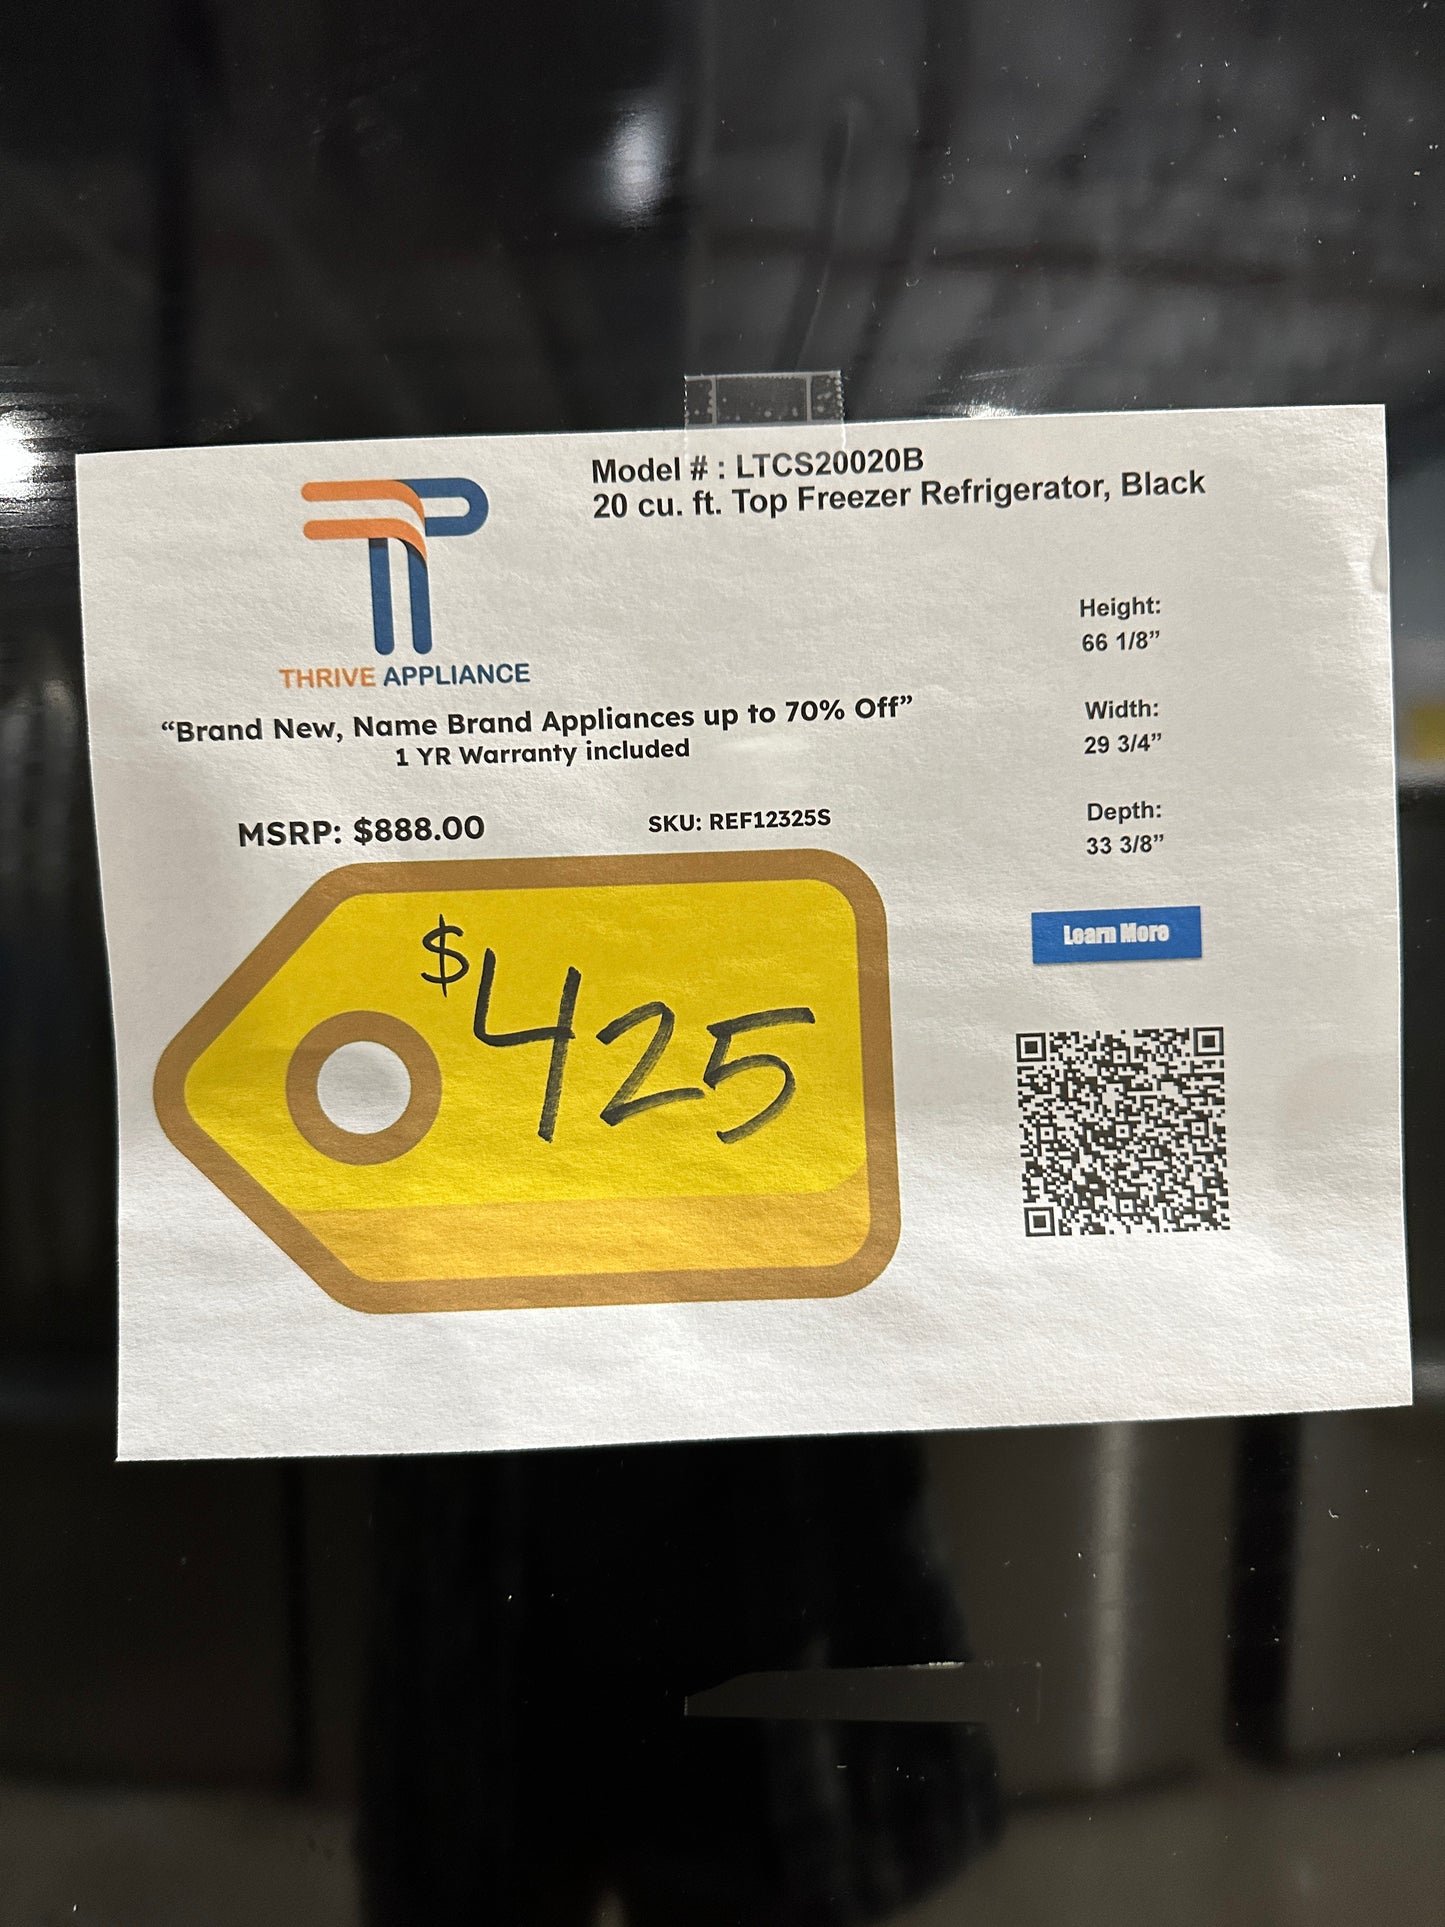 Model # : LTCS20020B
20 cu. ft. Top Freezer Refrigerator, Black
THRIVE APPLIANCE
“Brand New, Name Brand Appliances up to 70% Off”
1 YR Warranty included
MSRP: $888.00
SKU: REF12325S
$425
Height:
66 1/8”
Width:
29 3/4”
Depth:
33 3/8”
Learn More